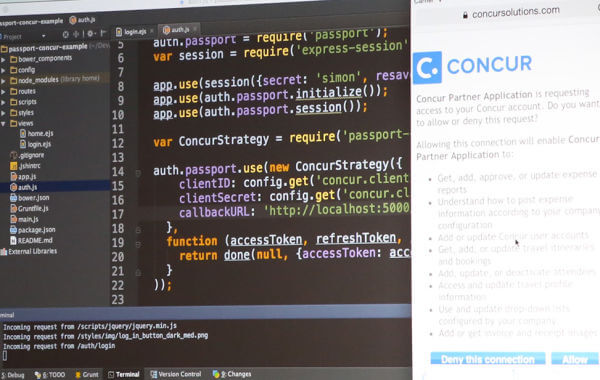 passport-concur-example
auth.js
Project
login.ejs
auth.js
passport-concur-example
bower_components
config
node_modules (library home)
routes
scripts
styles
views
home.ejs
login.ejs
.gitignore
.jshintrc
app.js
auth.js
bower.json
Gruntfile.js
main.js
package.json
README.md
External Libraries
5 auth.passport = require('passport'),
6 var session = require('express-session'
7
8 app.use(session({secret: 'simon', resav
9 app.use(auth.passport.initialize());
10 app.use(auth.passport.session());
11
12 var ConcurStrategy = require('passport-
13
14 auth.passport.use(new ConcurStrategy({
15 clientID: config.get('concur.client
16 clientSecret: config.get('concur.cl
17 callbackURL: 'http://localhost:5000
18 },
19 function (accessToken, refreshToken,
20 return done(null, {accessToken: acc
21 }
22 ));
23
Terminal
Incoming request from /scripts/jquery/jquery.min.js
Incoming request from /styles/img/log_in_button_dark_med.png
Incoming request from /auth/login
5: Debug
6: TODO
Grunt
Terminal
Version Control
9: Changes
concursolutions.com
C. CONCUR
Concur Partner Application is requesting
access to your Concur account. Do you want
to allow or deny this request?
Allowing this connection will enable Concur
Partner Application to:
• Get, add, approve, or update expense
reports
• Understand how to post expense
information according to your company
configuration
• Add or update Concur user accounts
• Get, add, or update travel itineraries
and bookings
• Add, update, or deactivate attendees
• Access and update travel profile
information
• Use and update drop-down lists
configured by your company
• Add or get invoice and receipt images
Deny this connection
Allow